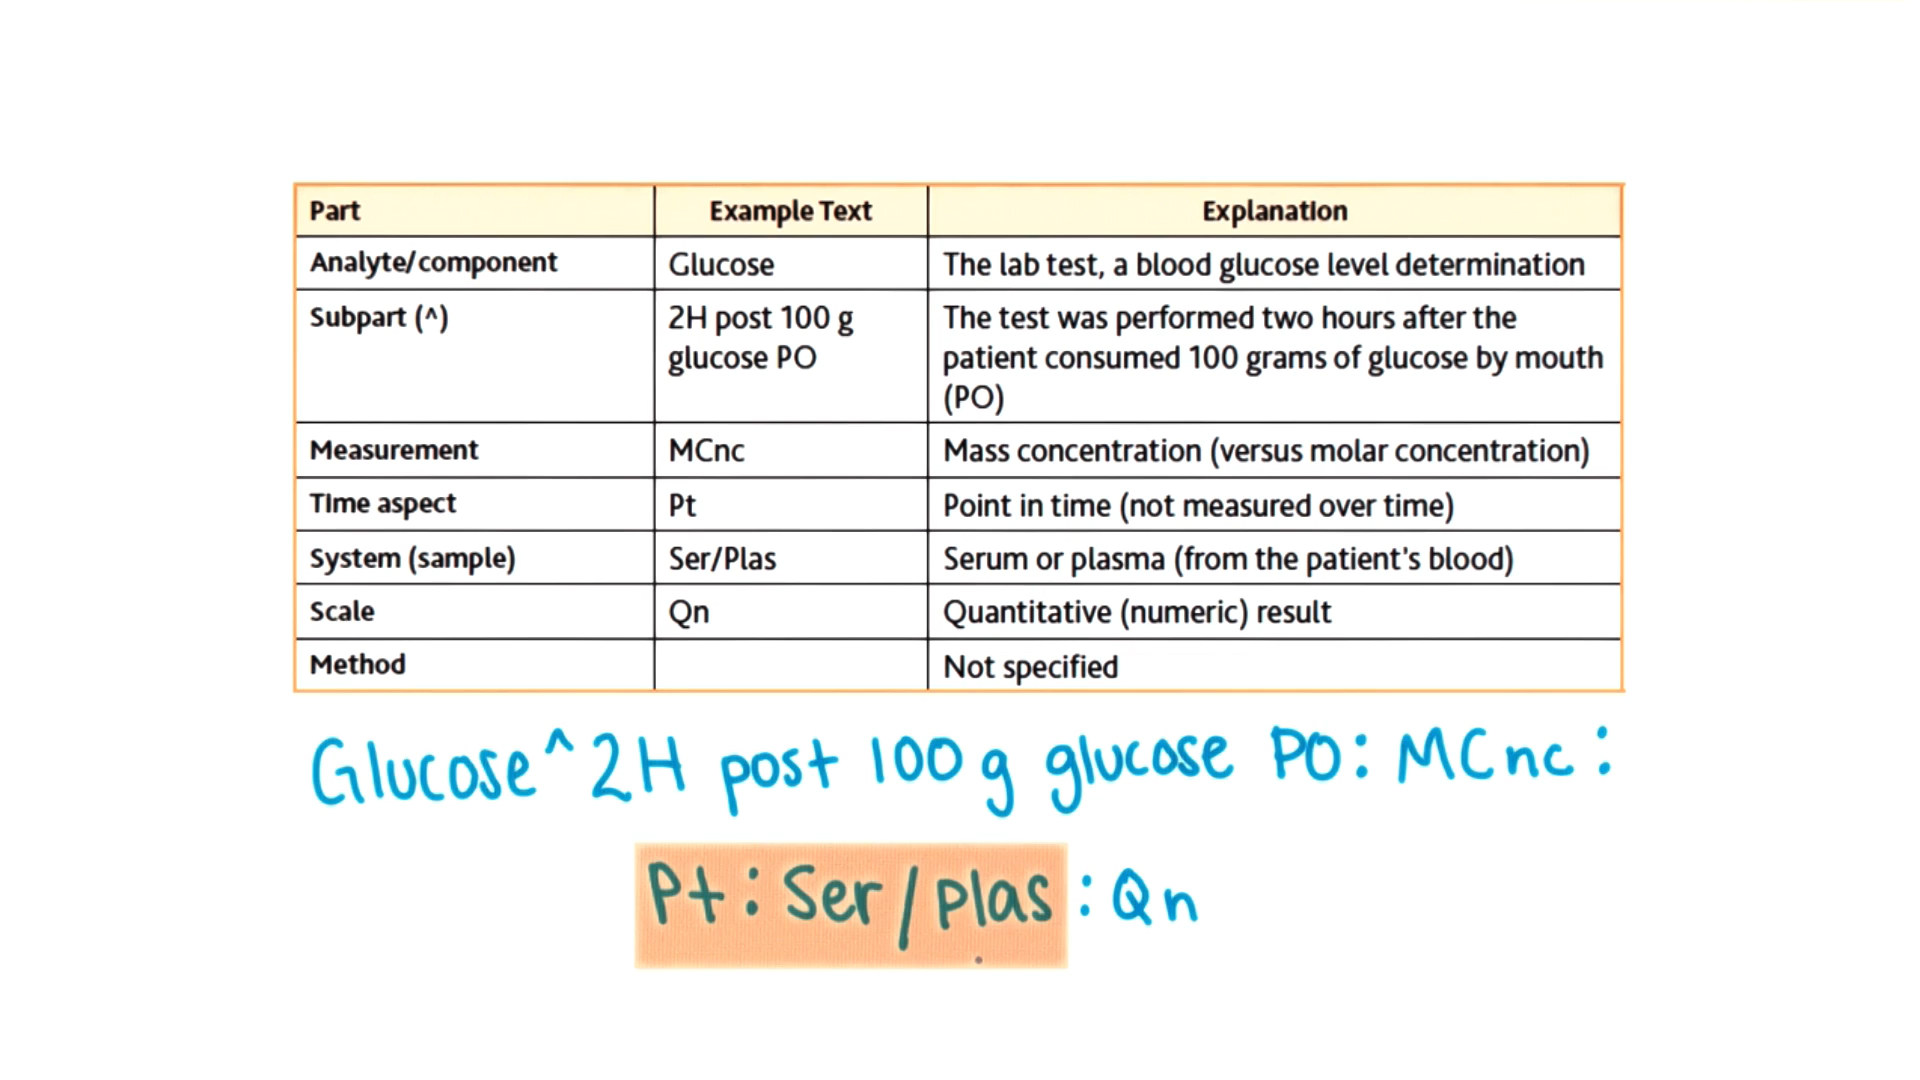 Part Example Text Explanation
Analyte/component Glucose The lab test, a blood glucose level determination
Subpart (^) 2H post 100 g The test was performed two hours after the
glucose PO patient consumed 100 grams of glucose by mouth
(PO)
Measurement MCnc Mass concentration (versus molar concentration)
Time aspect Pt Point in time (not measured over time)
System (sample) Ser/Plas Serum or plasma (from the patient's blood)
Scale Qn Quantitative (numeric) result
Method Not specified
Glucose^2H post 100 g glucose PO: MCnc:
Pt: Ser/plas: Qn